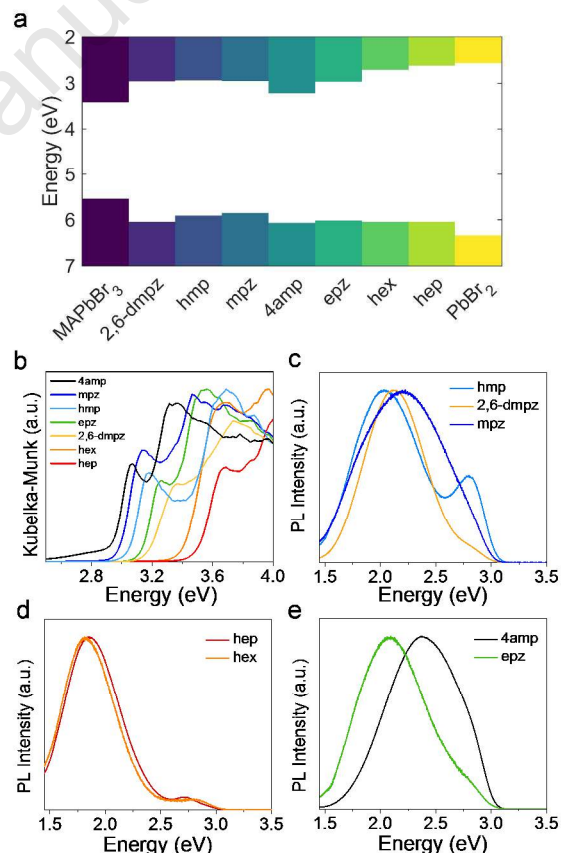 anu
a
2
3
4
5
6
7
Energy (eV)
MAPbBr3
2,6-dmpz
hmp
mpz
4amp
epz
hex
hep
PbBr2
b
4amp
mpz
hmp
epz
2,6-dmpz
hex
hep
Kubelka-Munk (a.u.)
2.8 3.2 3.6 4.0
Energy (eV)
c
hmp
2,6-dmpz
mpz
PL Intensity (a.u.)
1.5 2.0 2.5 3.0 3.5
Energy (eV)
d
hep
hex
PL Intensity (a.u.)
1.5 2.0 2.5 3.0 3.5
Energy (eV)
e
4amp
epz
PL Intensity (a.u.)
1.5 2.0 2.5 3.0 3.5
Energy (eV)